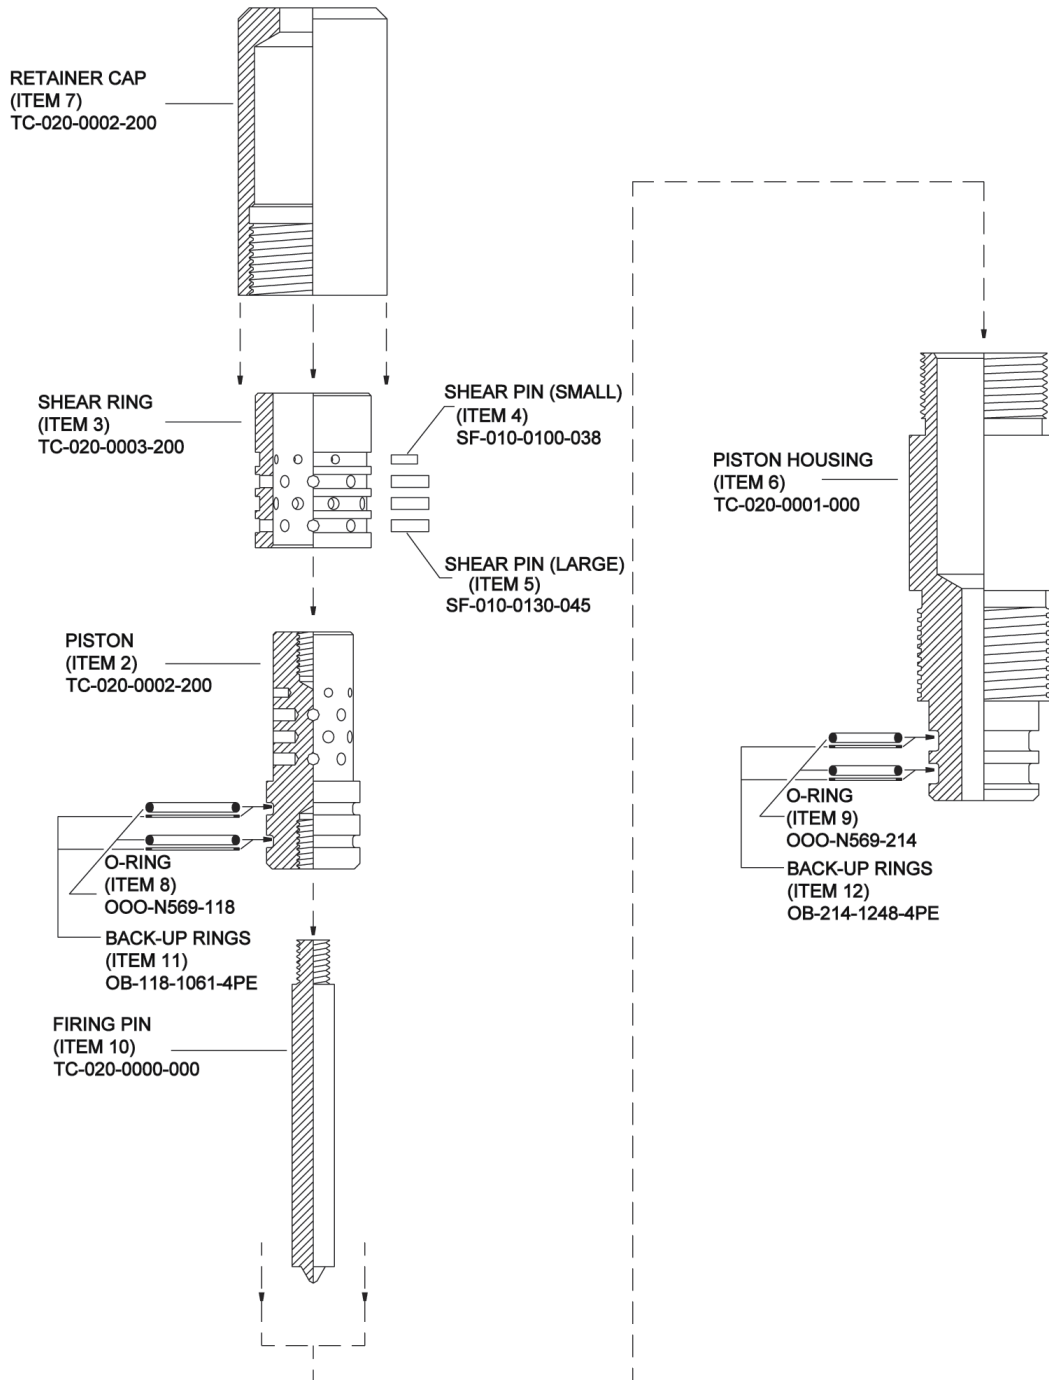 RETAINER CAP
(ITEM 7)
TC-020-0002-200
SHEAR RING
(ITEM 3)
TC-020-0003-200
SHEAR PIN (SMALL)
(ITEM 4)
SF-010-0100-038
SHEAR PIN (LARGE)
(ITEM 5)
SF-010-0130-045
PISTON
(ITEM 2)
TC-020-0002-200
O-RING
(ITEM 8)
OOO-N569-118
BACK-UP RINGS
(ITEM 11)
OB-118-1061-4PE
FIRING PIN
(ITEM 10)
TC-020-0000-000
PISTON HOUSING
(ITEM 6)
TC-020-0001-000
O-RING
(ITEM 9)
OOO-N569-214
BACK-UP RINGS
(ITEM 12)
OB-214-1248-4PE